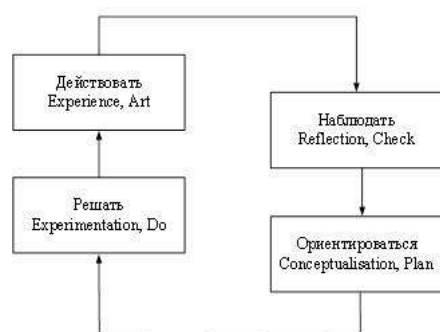 Действовать
Experience, Art
Наблюдать
Reflection, Check
Решать
Experimentation, Do
Ориентироваться
Conceptualisation, Plan